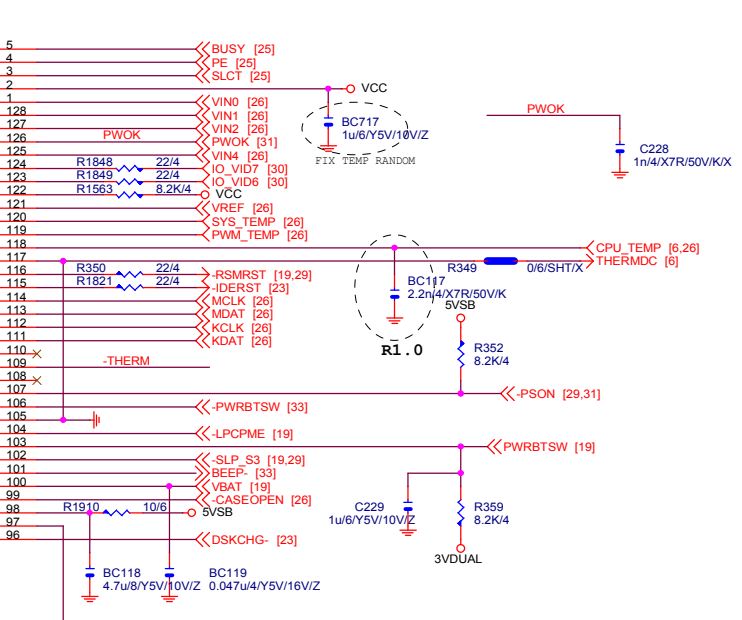 5 BUSY [25]
4 PE [25]
3 SLCT [25]
2 VCC
1 VIN0 [26]
128 VIN1 [26]
127 VIN2 [26]
126 PWOK PWOK [31]
125 VIN4 [26]
124 R1848 22/4 IO_VID7 [30]
123 R1849 22/4 IO_VID6 [30]
122 R1563 8.2K/4 VCC
121 VREF [26]
120 SYS_TEMP [26]
119 PWM_TEMP [26]
118 CPU_TEMP [6,26]
117 R349 0/6/SHT/X THERMDC [6]
116 R350 22/4 -RSMRST [19,29]
115 R1821 22/4 -IDERST [23]
114 MCLK [26]
113 MDAT [26]
112 KCLK [26]
111 KDAT [26]
110
109 -THERM
108
107 -PSON [29,31]
106 -PWRBTSW [33]
105
104 -LPCPME [19]
103 PWRBTSW [19]
102 -SLP_S3 [19,29]
101 BEEP- [33]
100 VBAT [19]
99 -CASEOPEN [26]
98 R1910 10/6 5VSB
97
96 DSKCHG- [23]
BC717
1u/6/Y5V/10V/Z
FIX TEMP RANDOM
PWOK
C228
1n/4/X7R/50V/K/X
BC117
2.2n/4/X7R/50V/K
R1.0
5VSB
R352
8.2K/4
C229
1u/6/Y5V/10V/Z
R359
8.2K/4
3VDUAL
BC118
4.7u/8/Y5V/10V/Z
BC119
0.047u/4/Y5V/16V/Z